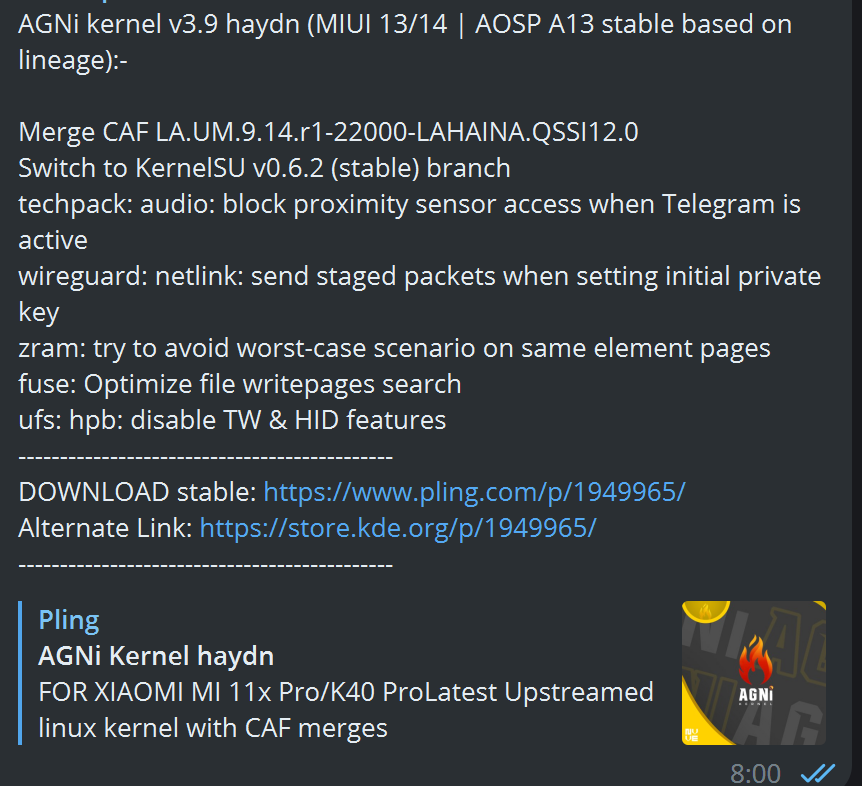 AGNi kernel v3.9 haydn (MIUI 13/14 | AOSP A13 stable based on
lineage):-
Merge CAF LA.UM.9.14.r1-22000-LAHAINA.QSSI12.0
Switch to KernelSU v0.6.2 (stable) branch
techpack: audio: block proximity sensor access when Telegram is
active
wireguard: netlink: send staged packets when setting initial private
key
zram: try to avoid worst-case scenario on same element pages
fuse: Optimize file writepages search
ufs: hpb: disable TW & HID features
---------------------------------------------
DOWNLOAD stable: https://www.pling.com/p/1949965/
Alternate Link: https://store.kde.org/p/1949965/
---------------------------------------------
Pling
AGNi Kernel haydn
FOR XIAOMI MI 11x Pro/K40 ProLatest Upstreamed
linux kernel with CAF merges
AGNi
8:00